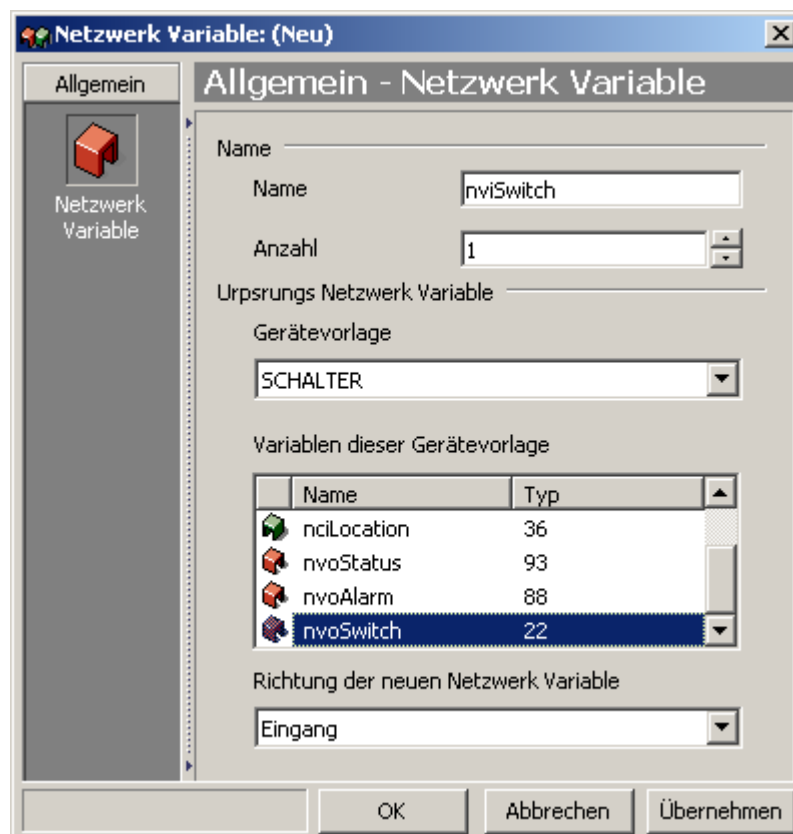 Netzwerk Variable: (Neu)
Allgemein
Allgemein - Netzwerk Variable
Netzwerk
Variable
Name
Name
nviSwitch
Anzahl
1
Urpsrungs Netzwerk Variable
Gerätevorlage
SCHALTER
Variablen dieser Gerätevorlage
Name Typ
nciLocation 36
nvoStatus 93
nvoAlarm 88
nvoSwitch 22
Richtung der neuen Netzwerk Variable
Eingang
OK Abbrechen Übernehmen